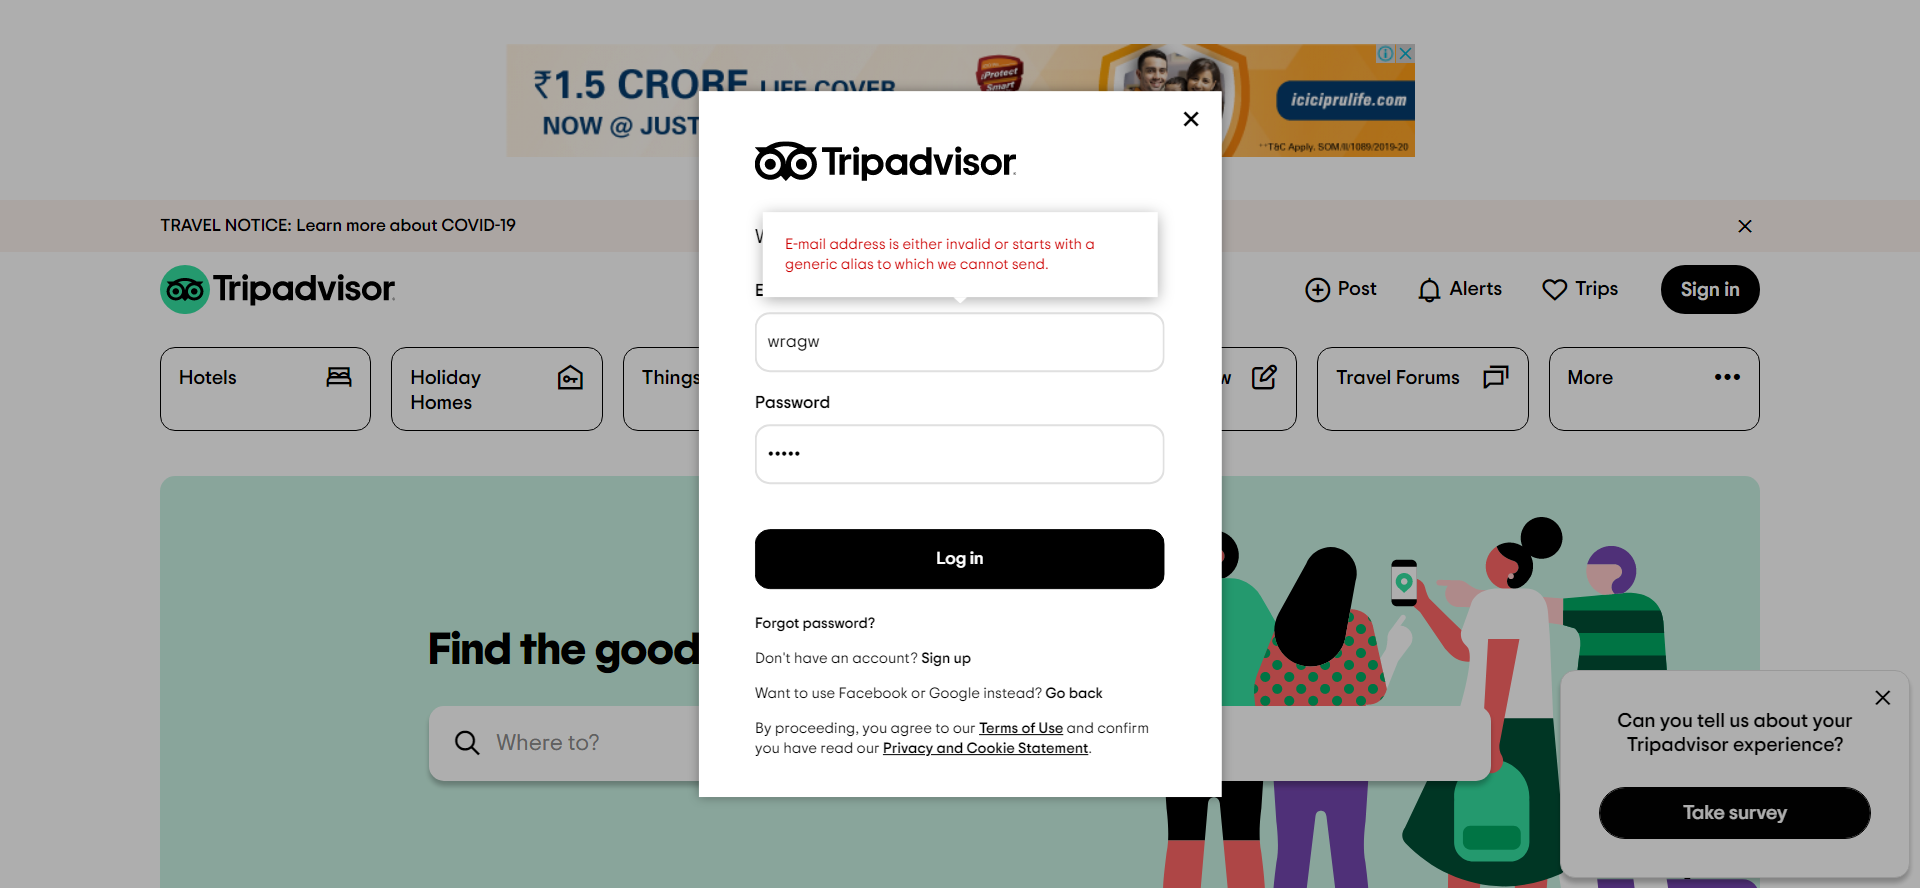 ₹1.5 CRORE LIFE COVER
NOW @ JUST
iProtect
Smart
iciciprulife.com
**T&C Apply. SOM/II/1089/2019-20
TRAVEL NOTICE: Learn more about COVID-19
Tripadvisor
Post
Alerts
Trips
Sign in
Hotels
Holiday
Homes
Things
w
Travel Forums
More
Find the good
Where to?
Tripadvisor
E-mail address is either invalid or starts with a
generic alias to which we cannot send.
wragw
Password
•••••
Log in
Forgot password?
Don't have an account? Sign up
Want to use Facebook or Google instead? Go back
By proceeding, you agree to our Terms of Use and confirm
you have read our Privacy and Cookie Statement.
Can you tell us about your
Tripadvisor experience?
Take survey